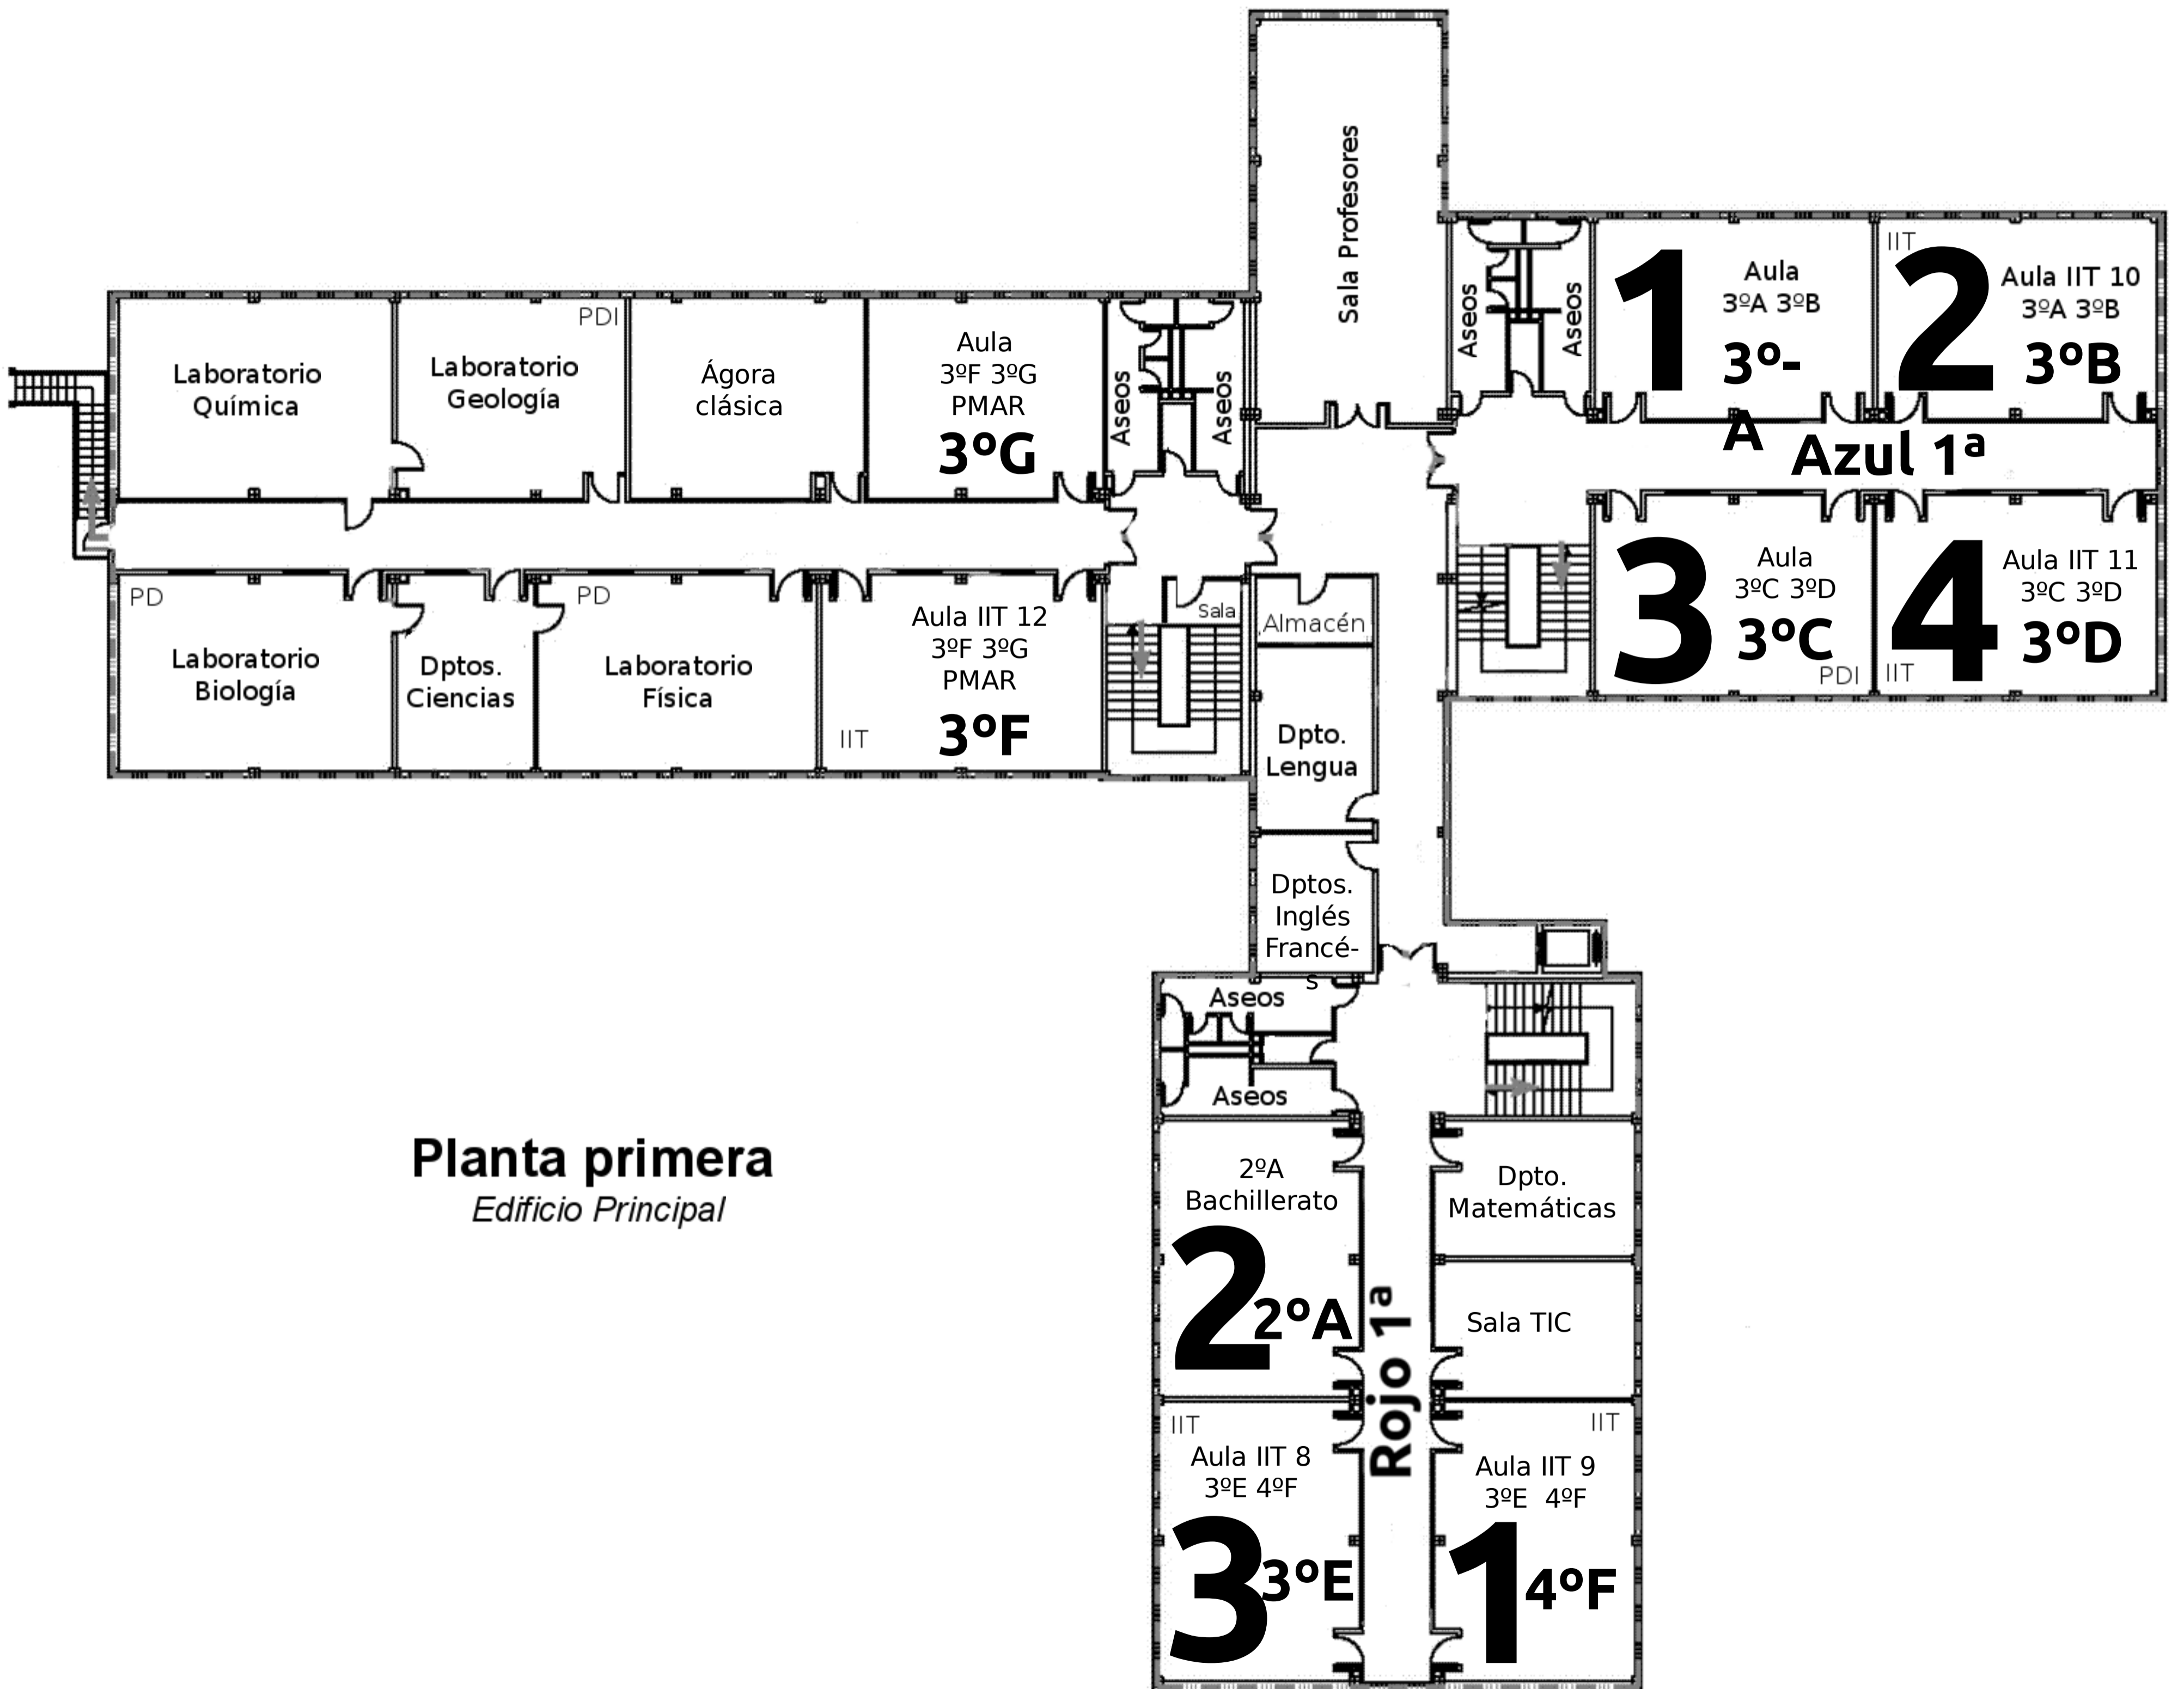 Sala Profesores
Aseos
Aseos
1
Aula
3ºA 3ºB
3º-
A
IIT
2
Aula IIT 10
3ºA 3ºB
3ºB
Azul 1ª
Laboratorio
Química
PDI
Laboratorio
Geología
Ágora
clásica
Aula
3ºF 3ºG
PMAR
3ºG
Aseos
Aseos
PD
Laboratorio
Biología
Dptos.
Ciencias
PD
Laboratorio
Física
Aula IIT 12
3ºF 3ºG
PMAR
IIT
3ºF
Sala
Almacén
3
Aula
3ºC 3ºD
3ºC
PDI
4
Aula IIT 11
3ºC 3ºD
3ºD
IIT
Dpto.
Lengua
Dptos.
Inglés
Francé-
s
Aseos
Aseos
Planta primera
Edificio Principal
2ºA
Bachillerato
2
2ºA
Dpto.
Matemáticas
Sala TIC
Rojo 1ª
IIT
Aula IIT 8
3ºE 4ºF
3
3ºE
IIT
Aula IIT 9
3ºE 4ºF
1
4ºF